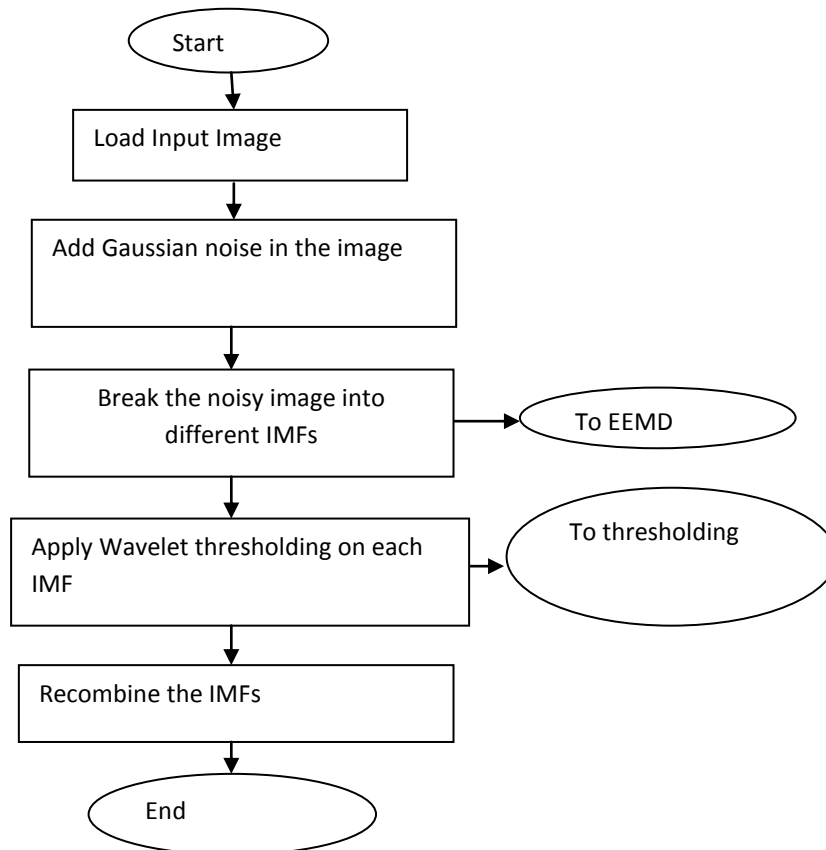 Start
Load Input Image
Add Gaussian noise in the image
Break the noisy image into
different IMFs
To EEMD
Apply Wavelet thresholding on each
IMF
To thresholding
Recombine the IMFs
End